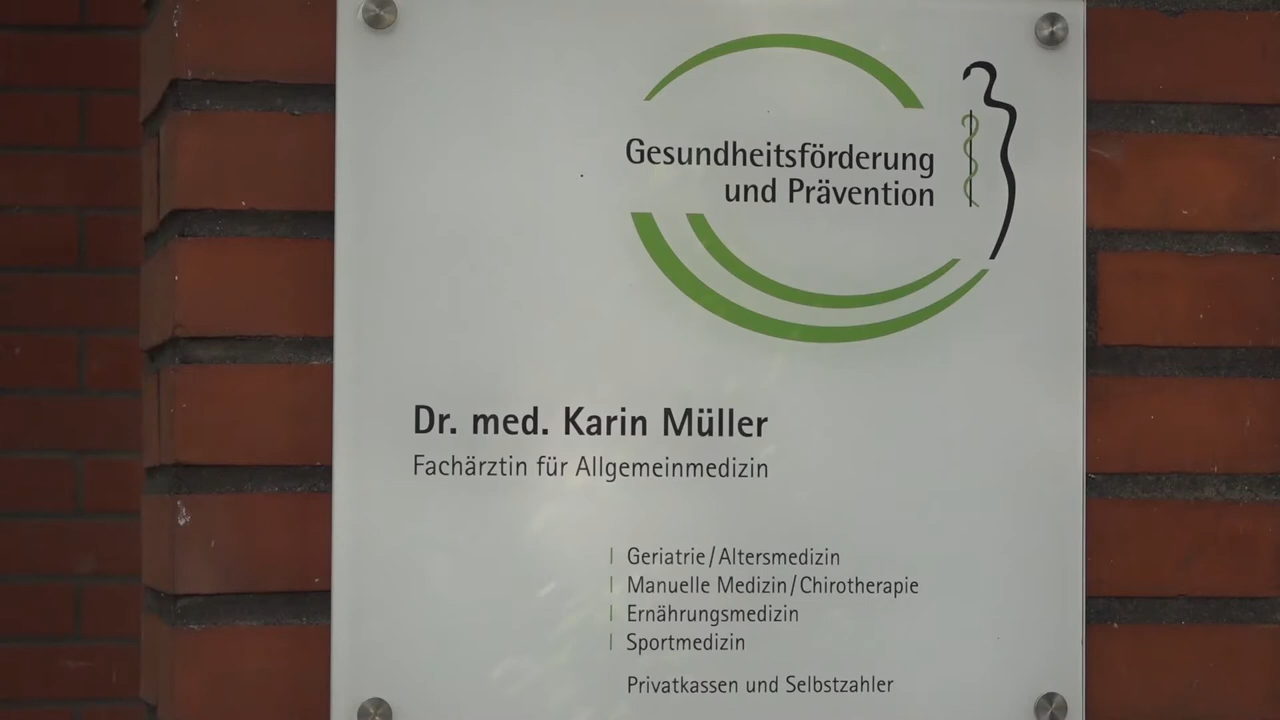 Gesundheitsförderung
und Prävention
Dr. med. Karin Müller
Fachärztin für Allgemeinmedizin
| Geriatrie/Altersmedizin
| Manuelle Medizin/Chirotherapie
| Ernährungsmedizin
| Sportmedizin
Privatkassen und Selbstzahler